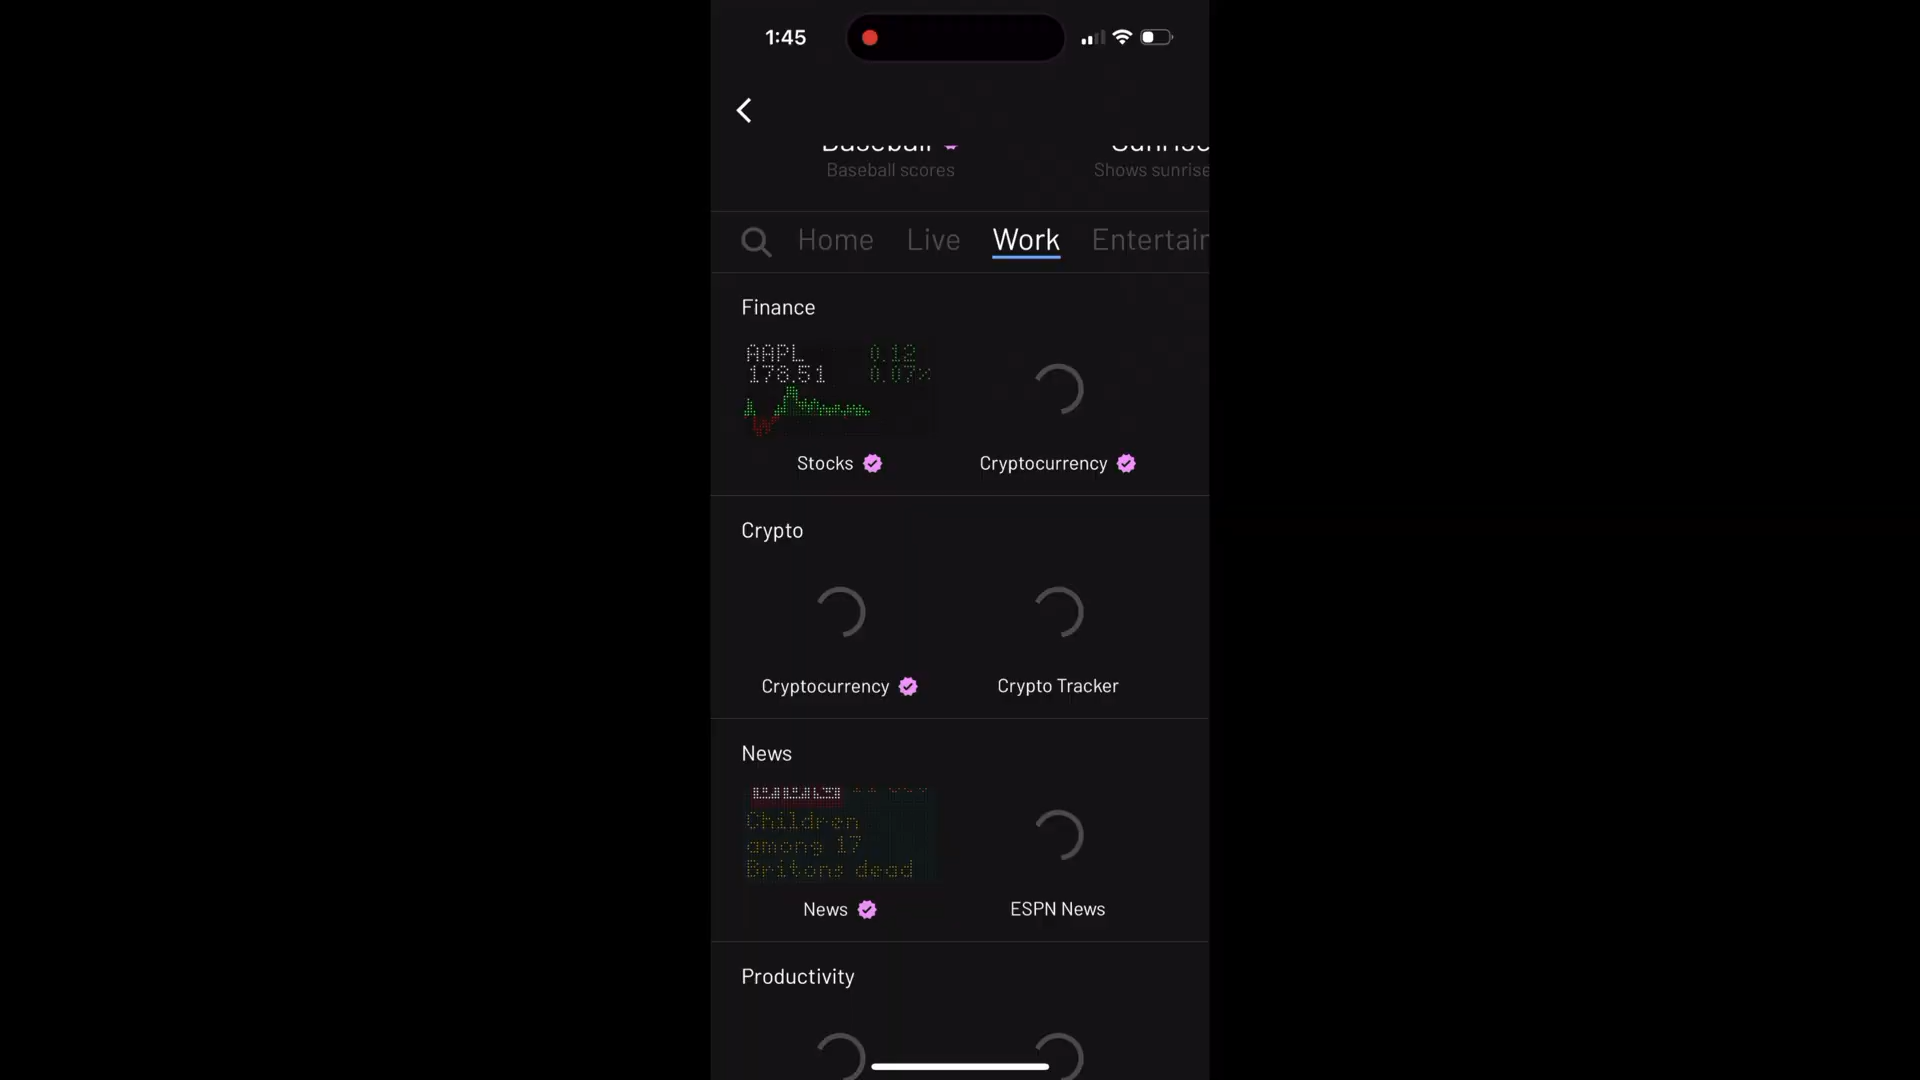 1:45
Baseball
Baseball scores
Shows sunrise
Home Live Work Entertain
Finance
AAPL 0.12
178.51 0.07%
Stocks
Cryptocurrency
Crypto
Cryptocurrency
Crypto Tracker
News
Children
among 17
Britons dead
News
ESPN News
Productivity